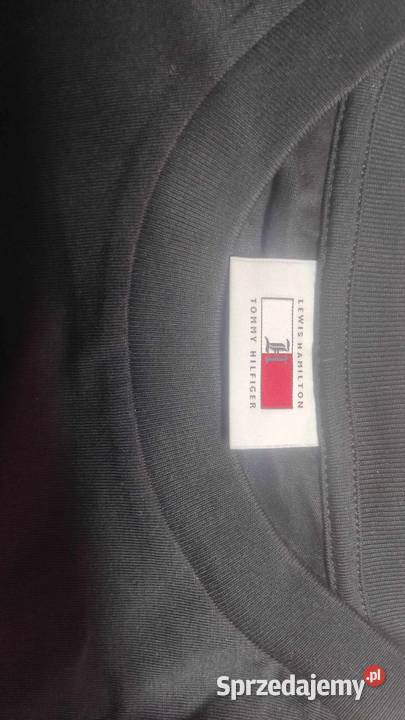 LEWIS HAMILTON
H
TOMMY HILFIGER
Sprzedajemy.pl